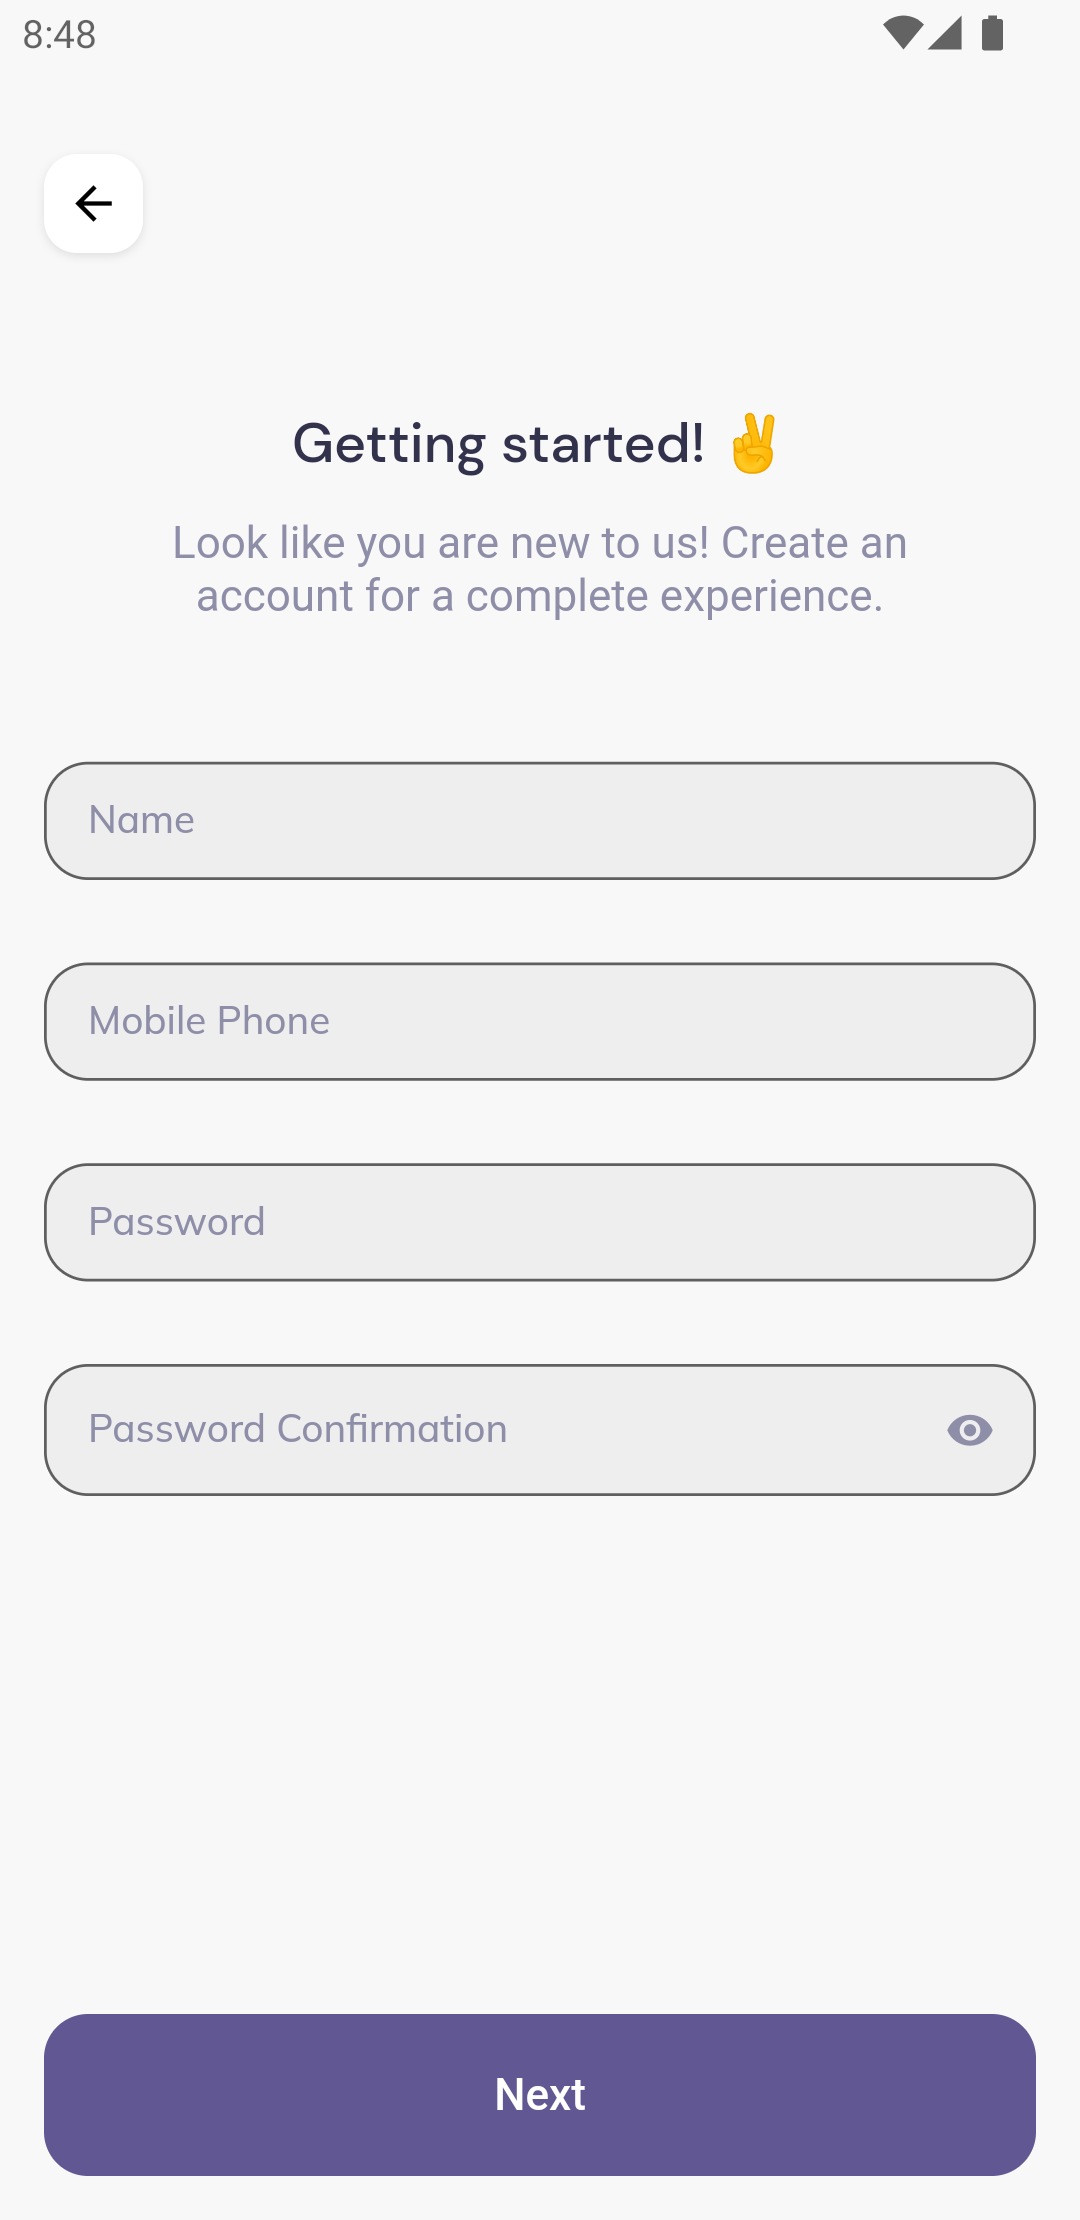 8:48
Getting started! ✌️
Look like you are new to us! Create an
account for a complete experience.
Name
Mobile Phone
Password
Password Confirmation
Next